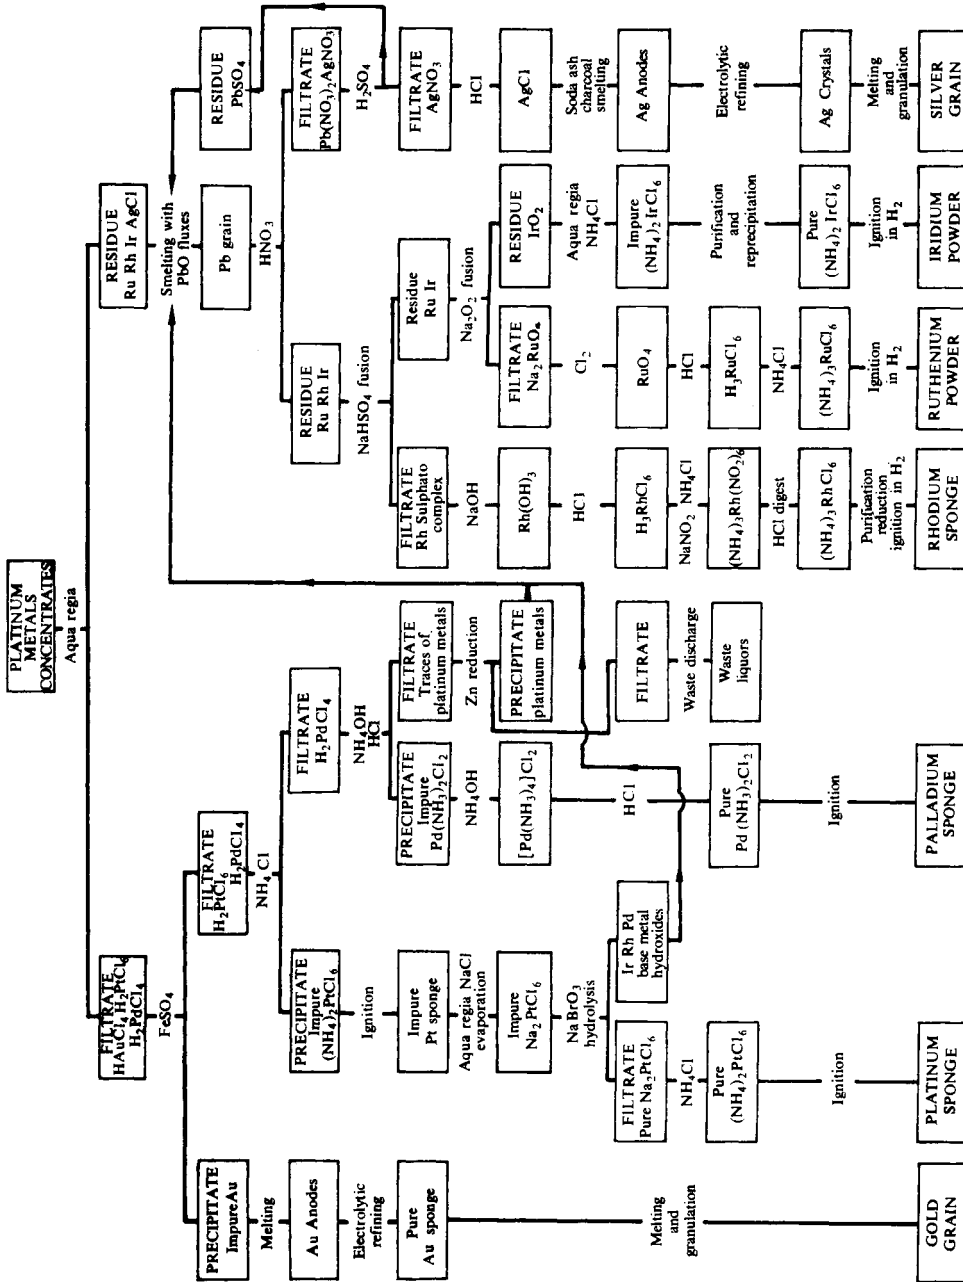 PLATINUM
METALS
CONCENTRATES
Aqua regia
FILTRATE
HAuCl4 H2PtCl6
H2PdCl4
RESIDUE
Ru Rh Ir AgCl
FeSO4
Smelting with
PbO fluxes
RESIDUE
PbSO4
PRECIPITATE
Impure Au
FILTRATE
H2PtCl6
H2PdCl4
Pb grain
Melting
NH4 Cl
HNO3
Au Anodes
PRECIPITATE
Impure
(NH4)2PtCl6
FILTRATE
H2PdCl4
RESIDUE
Ru Rh Ir
FILTRATE
Pb(NO3)2AgNO3
Electrolytic
refining
Ignition
NH4OH
HCl
NaHSO4 fusion
H2SO4
Pure
Au sponge
Impure
Pt sponge
PRECIPITATE
Impure
Pd(NH3)2Cl2
FILTRATE
Traces of
platinum metals
FILTRATE
Rh Sulphato
complex
Residue
Ru Ir
FILTRATE
AgNO3
Aqua regia NaCl
evaporation
NH4OH
Zn reduction
NaOH
Na2O2 fusion
HCl
Impure
Na2PtCl6
[Pd(NH3)4]Cl2
PRECIPITATE
platinum metals
Rh(OH)3
FILTRATE
Na2RuO4
RESIDUE
IrO2
AgCl
NaBrO3
hydrolysis
HCl
HCl
Cl2
Aqua regia
NH4Cl
Soda ash
charcoal
smelting
FILTRATE
Pure Na2PtCl6
Ir Rh Pd
base metal
hydroxides
FILTRATE
H3RhCl6
RuO4
Impure
(NH4)2IrCl6
Ag Anodes
NH4Cl
Waste discharge
NaNO2 NH4Cl
HCl
Purification
and
reprecipitation
Electrolytic
refining
Pure
(NH4)2PtCl6
Pure
Pd(NH3)2Cl2
Waste
liquors
(NH4)3Rh(NO2)6
H3RuCl6
HCl digest
NH4Cl
(NH4)3RhCl6
(NH4)3RuCl6
Pure
(NH4)2IrCl6
Ag Crystals
Melting
and
granulation
Ignition
Ignition
Purification
reduction
ignition in H2
Ignition
in H2
Ignition
in H2
Melting
and
granulation
GOLD
GRAIN
PLATINUM
SPONGE
PALLADIUM
SPONGE
RHODIUM
SPONGE
RUTHENIUM
POWDER
IRIDIUM
POWDER
SILVER
GRAIN